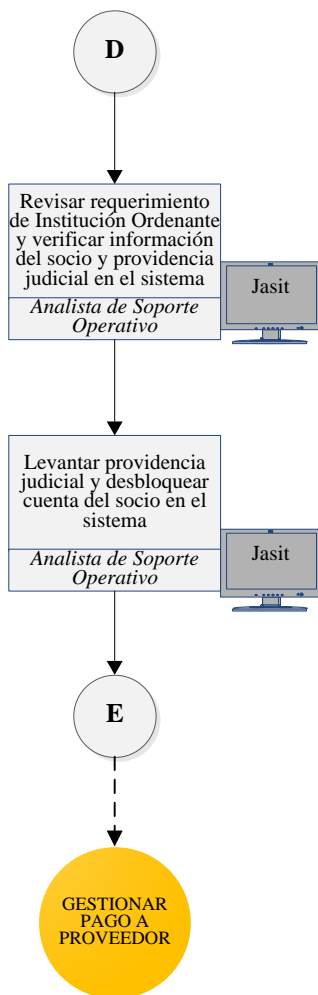 D
Revisar requerimiento
de Institución Ordenante
y verificar información
del socio y providencia
judicial en el sistema
Analista de Soporte
Operativo
Jasit
Levantar providencia
judicial y desbloquear
cuenta del socio en el
sistema
Analista de Soporte
Operativo
Jasit
E
GESTIONAR
PAGO A
PROVEEDOR